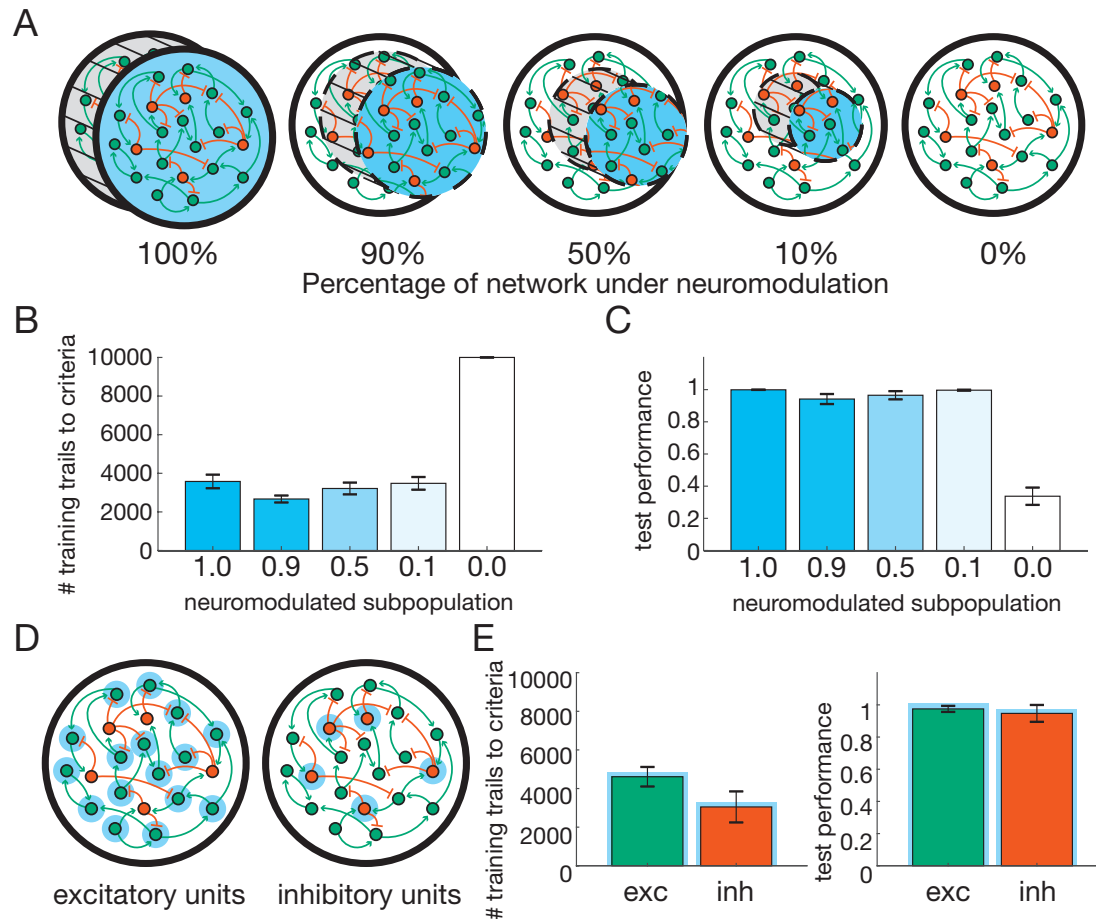 A
100%
90%
50%
10%
0%
Percentage of network under neuromodulation
B
# training trails to criteria
10000
8000
6000
4000
2000
0
1.0
0.9
0.5
0.1
0.0
neuromodulated subpopulation
C
test performance
1
0.8
0.6
0.4
0.2
0
1.0
0.9
0.5
0.1
0.0
neuromodulated subpopulation
D
excitatory units
inhibitory units
E
# training trails to criteria
10000
8000
6000
4000
2000
0
exc
inh
test performance
1
0.8
0.6
0.4
0.2
0
exc
inh